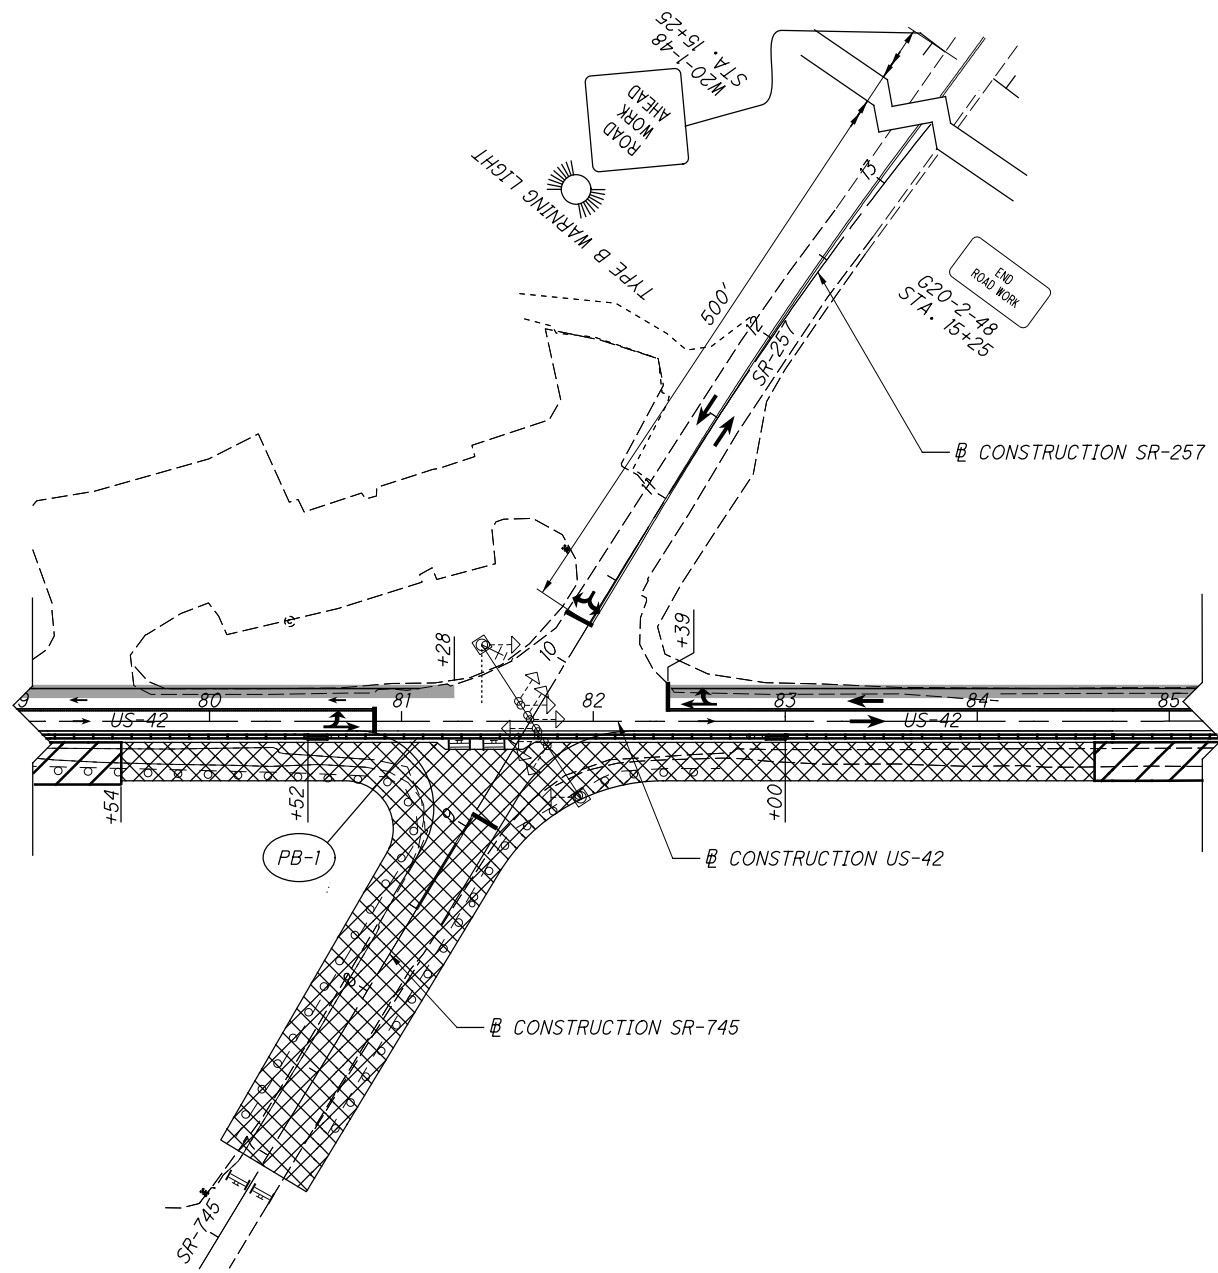 W20-1-48
STA. 15+25
ROAD
WORK
AHEAD
TYPE B WARNING LIGHT
13
500'
END
ROAD WORK
G20-2-48
STA. 15+25
12
SR-257
℄ CONSTRUCTION SR-257
11
+39
+28
10
80
81
82
83
84
85
US-42
US-42
+54
+52
+00
9
PB-1
℄ CONSTRUCTION US-42
8
℄ CONSTRUCTION SR-745
SR-745